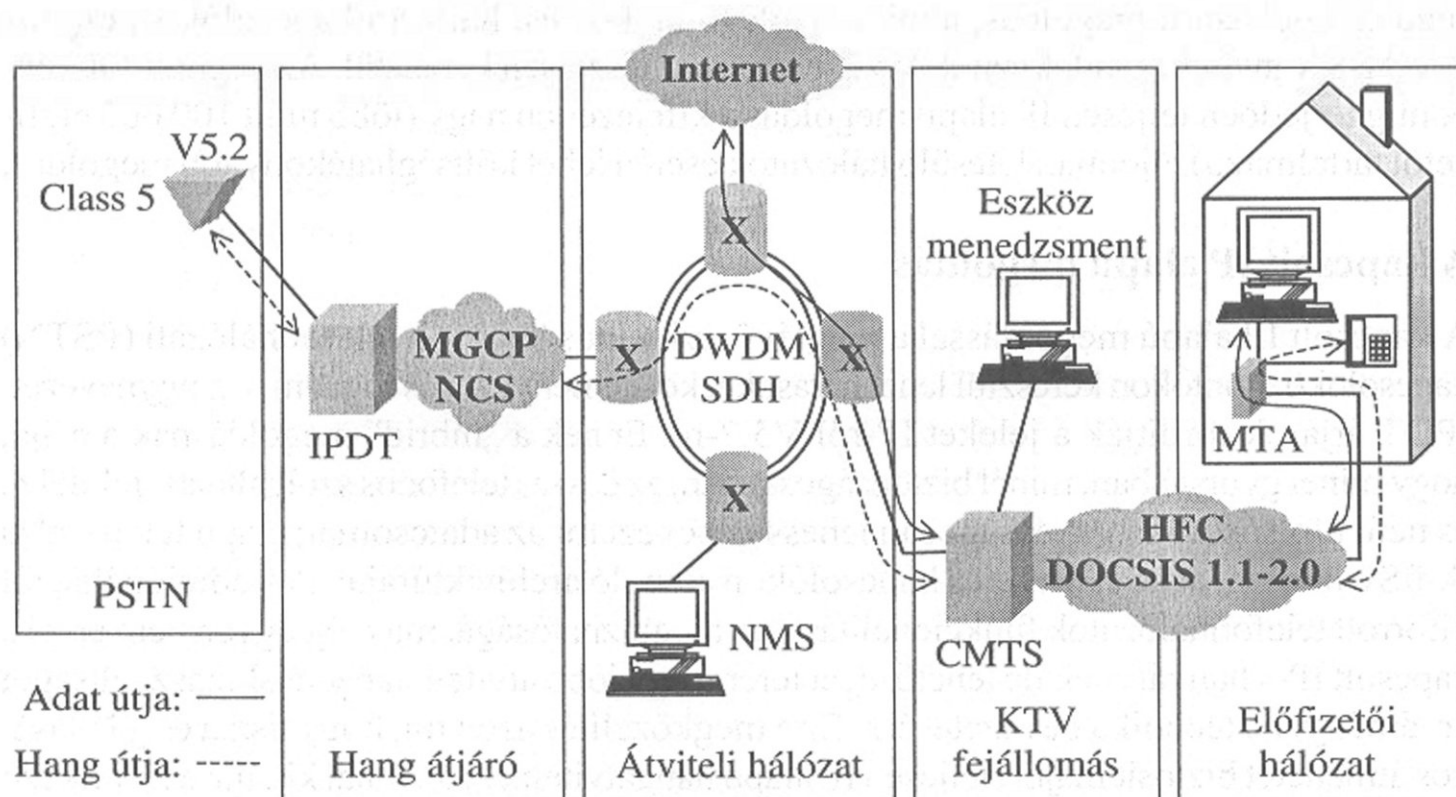 Internet
V5.2
Class 5
X
Eszköz
menedzsment
MGCP
NCS
X
DWDM
SDH
X
IPDT
MTA
X
HFC
DOCSIS 1.1-2.0
PSTN
NMS
CMTS
Adat útja:
Hang útja:
Hang átjáró
Átviteli hálózat
KTV
fejállomás
Előfizetői
hálózat